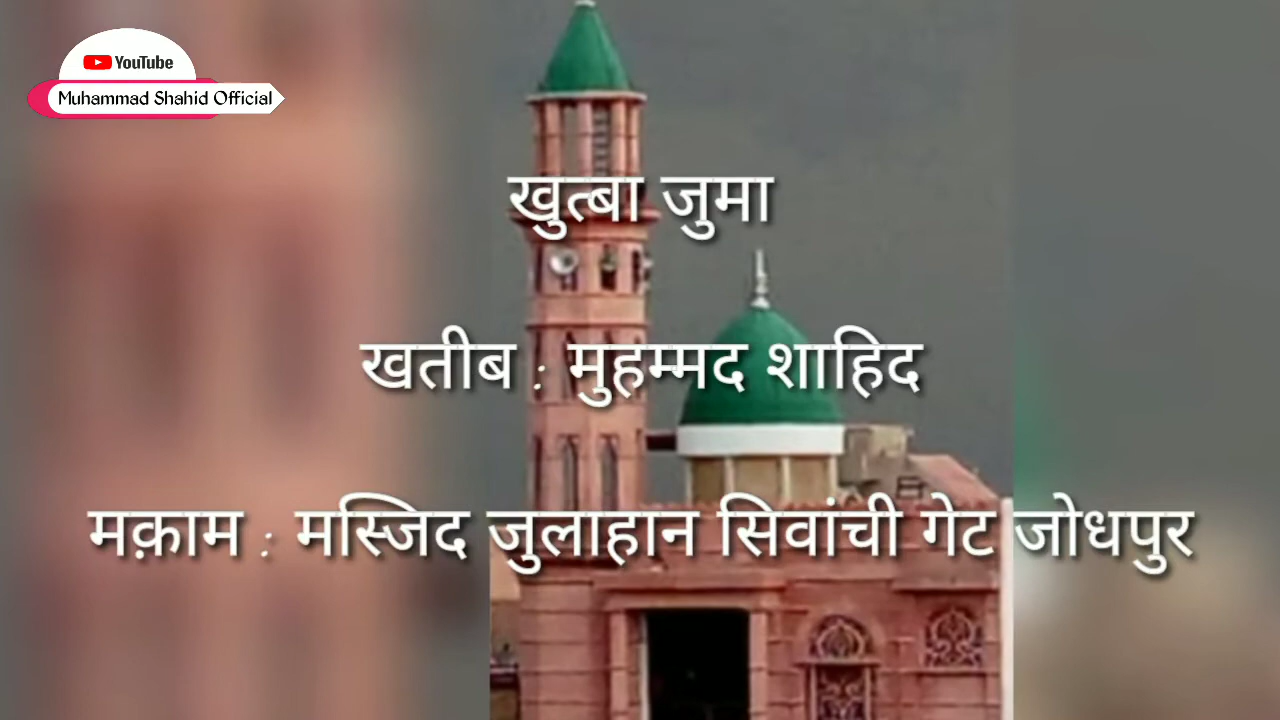 YouTube
Muhammad Shahid Official
खुत्बा जुमा
खतीब : मुहम्मद शाहिद
मक़ाम : मस्जिद जुलाहान सिवांची गेट जोधपुर